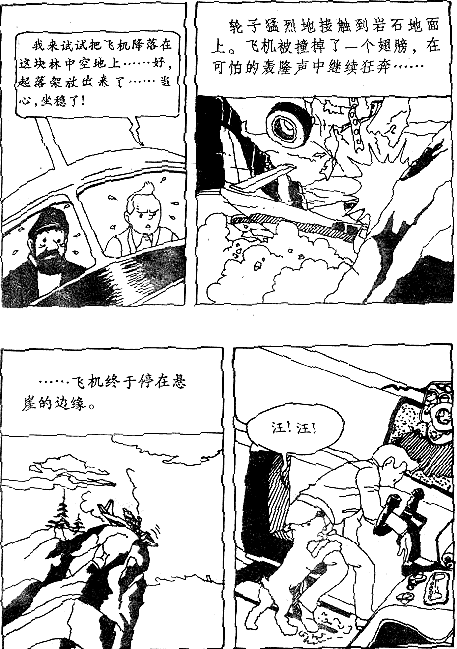 我来试试把飞机降落在
这块林中空地上……好，
起落架放出来了……当
心，坐稳了！
轮子猛烈地接触到岩石地面
上。飞机被撞掉了一个翅膀，在
可怕的轰隆声中继续狂奔……
……飞机终于停在悬
崖的边缘。
汪！汪！